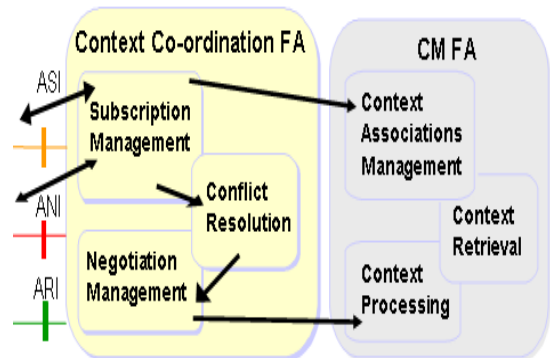 Context Co-ordination FA
ASI
Subscription
Management
ANI
Conflict
Resolution
Negotiation
Management
ARI
CM FA
Context
Associations
Management
Context
Retrieval
Context
Processing